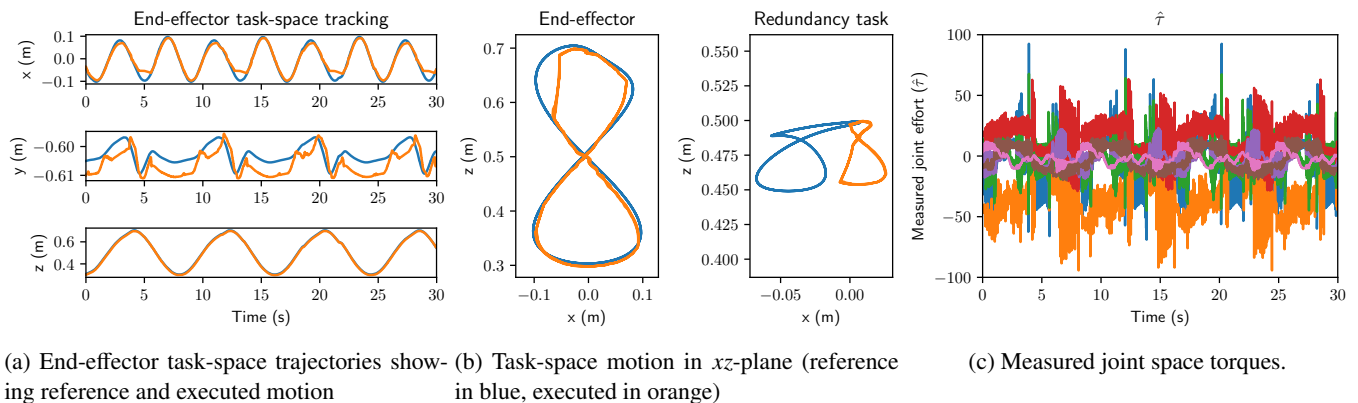 End-effector task-space tracking
x (m)
0.1
0.0
−0.1
0 5 10 15 20 25 30
y (m)
−0.60
−0.61
0 5 10 15 20 25 30
z (m)
0.6
0.4
0 5 10 15 20 25 30
Time (s)
End-effector
z (m)
0.7
0.6
0.5
0.4
0.3
−0.1 0.0 0.1
x (m)
Redundancy task
z (m)
0.550
0.525
0.500
0.475
0.450
0.425
0.400
−0.05 0.00
x (m)
τ̂
Measured joint effort (τ̂)
100
50
0
−50
−100
0 5 10 15 20 25 30
Time (s)
(a) End-effector task-space trajectories show-
ing reference and executed motion
(b) Task-space motion in xz-plane (reference
in blue, executed in orange)
(c) Measured joint space torques.